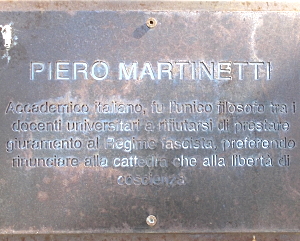 PIERO MARTINETTI
Accademico italiano, fu l'unico filosofo tra i
docenti universitari a rifiutarsi di prestare
giuramento al Regime fascista, preferendo
rinunciare alla cattedra che alla libertà di
coscienza